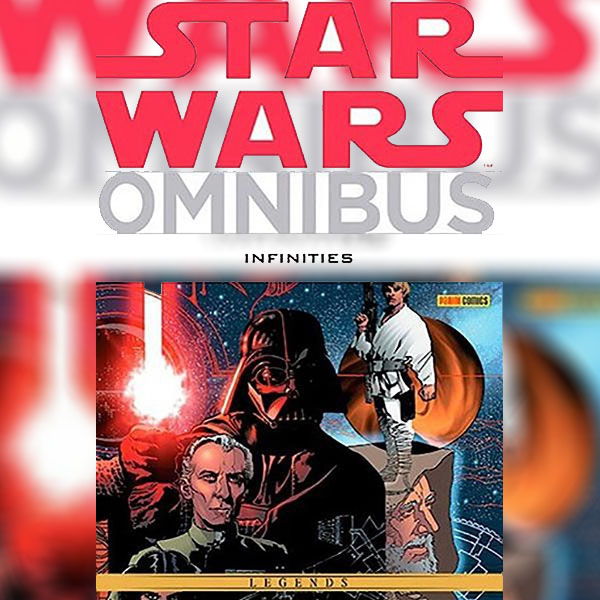 STAR
WARS
OMNIBUS
INFINITIES
PANINI COMICS
LEGENDS